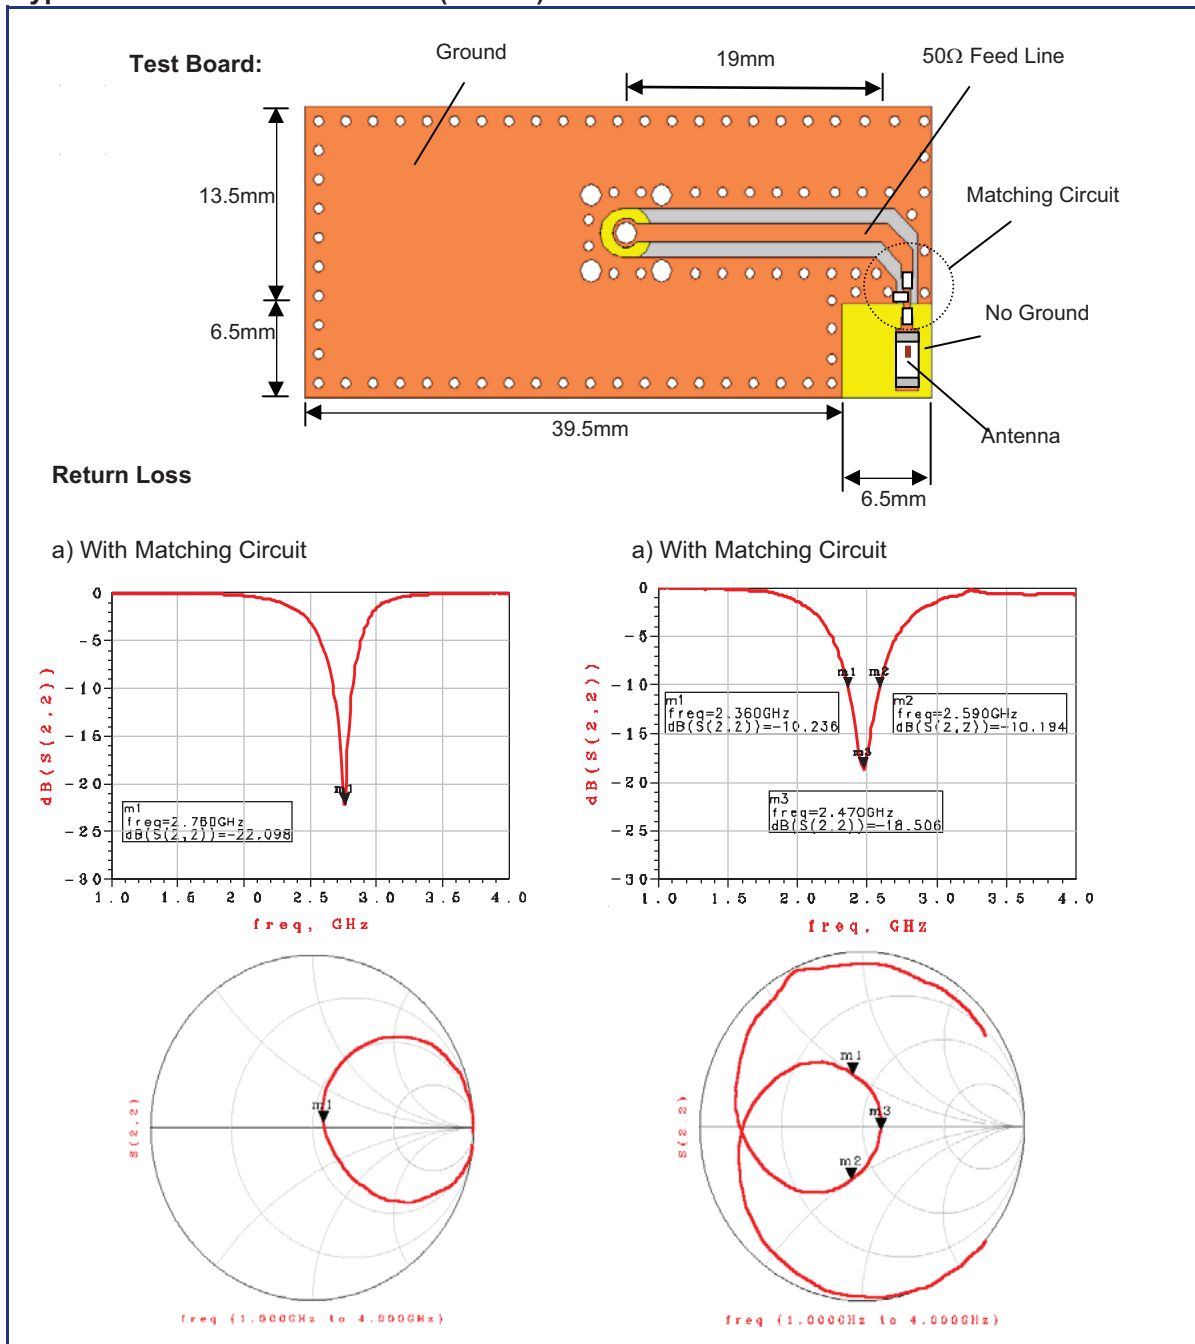 Test Board:
Ground
19mm
50Ω Feed Line
13.5mm
Matching Circuit
6.5mm
No Ground
39.5mm
Antenna
6.5mm
Return Loss
a) With Matching Circuit
a) With Matching Circuit
0
-5
-10
-15
-20
-25
-30
dB(S(2,2))
m1
m1
freq=2.760GHz
dB(S(2,2))=-22.098
1.0 1.5 2.0 2.5 3.0 3.5 4.0
freq, GHz
0
-5
-10
-15
-20
-25
-30
dB(S(2,2))
m1 m2
m1
freq=2.360GHz
dB(S(2,2))=-10.236
m2
freq=2.590GHz
dB(S(2,2))=-10.194
m3
m3
freq=2.470GHz
dB(S(2,2))=-18.506
1.0 1.5 2.0 2.5 3.0 3.5 4.0
freq, GHz
S(2,2)
m1
freq (1.000GHz to 4.000GHz)
S(2,2)
m1
m3
m2
freq (1.000GHz to 4.000GHz)